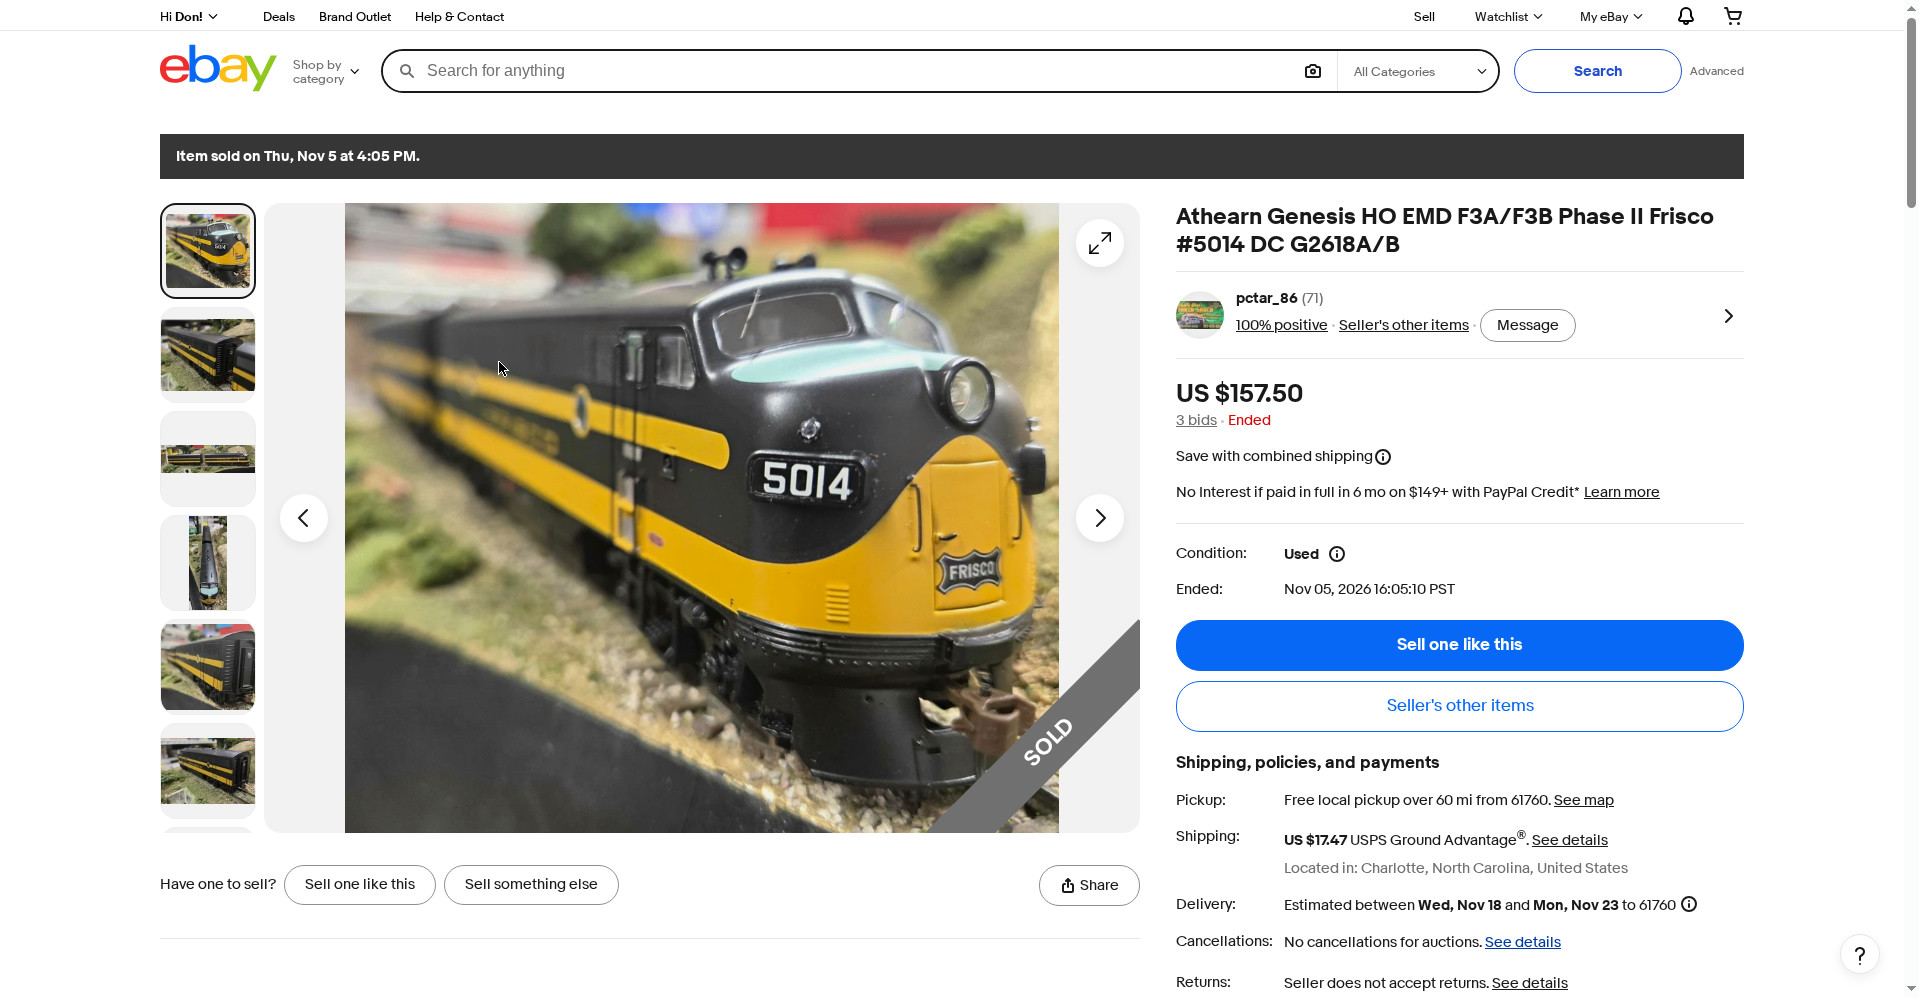 Hi Don!
Deals
Brand Outlet
Help & Contact
Sell
Watchlist
My eBay
ebay
Shop by category
Search for anything
All Categories
Search
Advanced
Item sold on Thu, Nov 5 at 4:05 PM.
5014
FRISCO
SOLD
Have one to sell?
Sell one like this
Sell something else
Share
Athearn Genesis HO EMD F3A/F3B Phase II Frisco
#5014 DC G2618A/B
pctar_86 (71)
100% positive · Seller's other items · Message
US $157.50
3 bids · Ended
Save with combined shipping
No Interest if paid in full in 6 mo on $149+ with PayPal Credit* Learn more
Condition: Used
Ended: Nov 05, 2026 16:05:10 PST
Sell one like this
Seller's other items
Shipping, policies, and payments
Pickup: Free local pickup over 60 mi from 61760. See map
Shipping: US $17.47 USPS Ground Advantage®. See details
Located in: Charlotte, North Carolina, United States
Delivery: Estimated between Wed, Nov 18 and Mon, Nov 23 to 61760
Cancellations: No cancellations for auctions. See details
Returns: Seller does not accept returns. See details
?